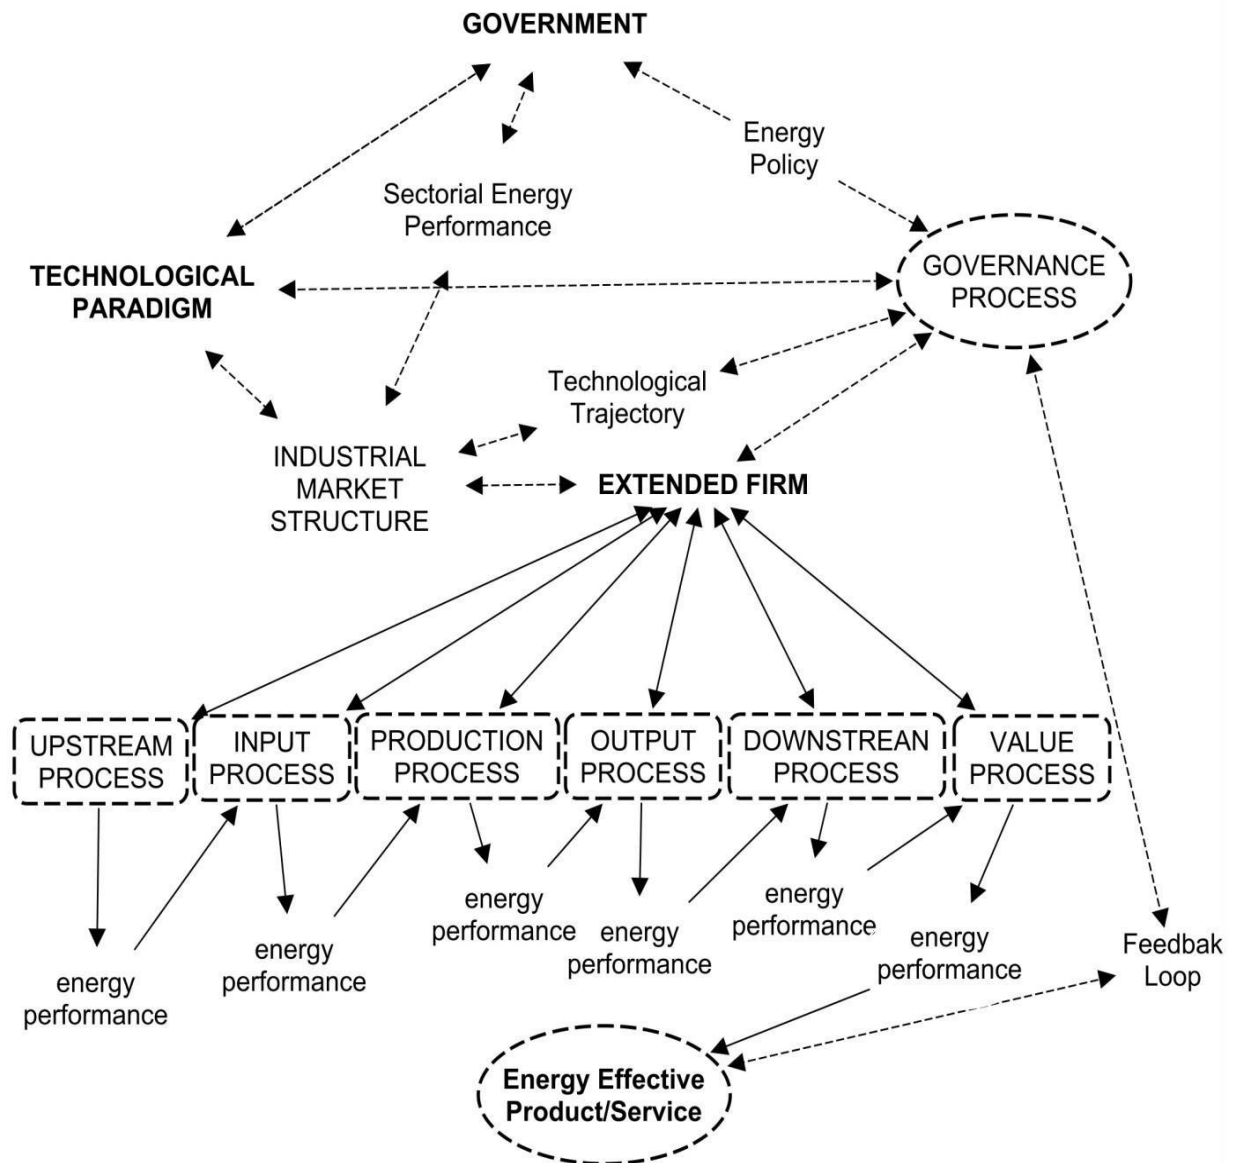 GOVERNMENT
Energy
Policy
Sectorial Energy
Performance
TECHNOLOGICAL
PARADIGM
GOVERNANCE
PROCESS
Technological
Trajectory
INDUSTRIAL
MARKET
STRUCTURE
EXTENDED FIRM
UPSTREAM
PROCESS
INPUT
PROCESS
PRODUCTION
PROCESS
OUTPUT
PROCESS
DOWNSTREAN
PROCESS
VALUE
PROCESS
energy
performance
energy
performance
energy
performance
energy
performance
energy
performance
energy
performance
Feedbak
Loop
Energy Effective
Product/Service